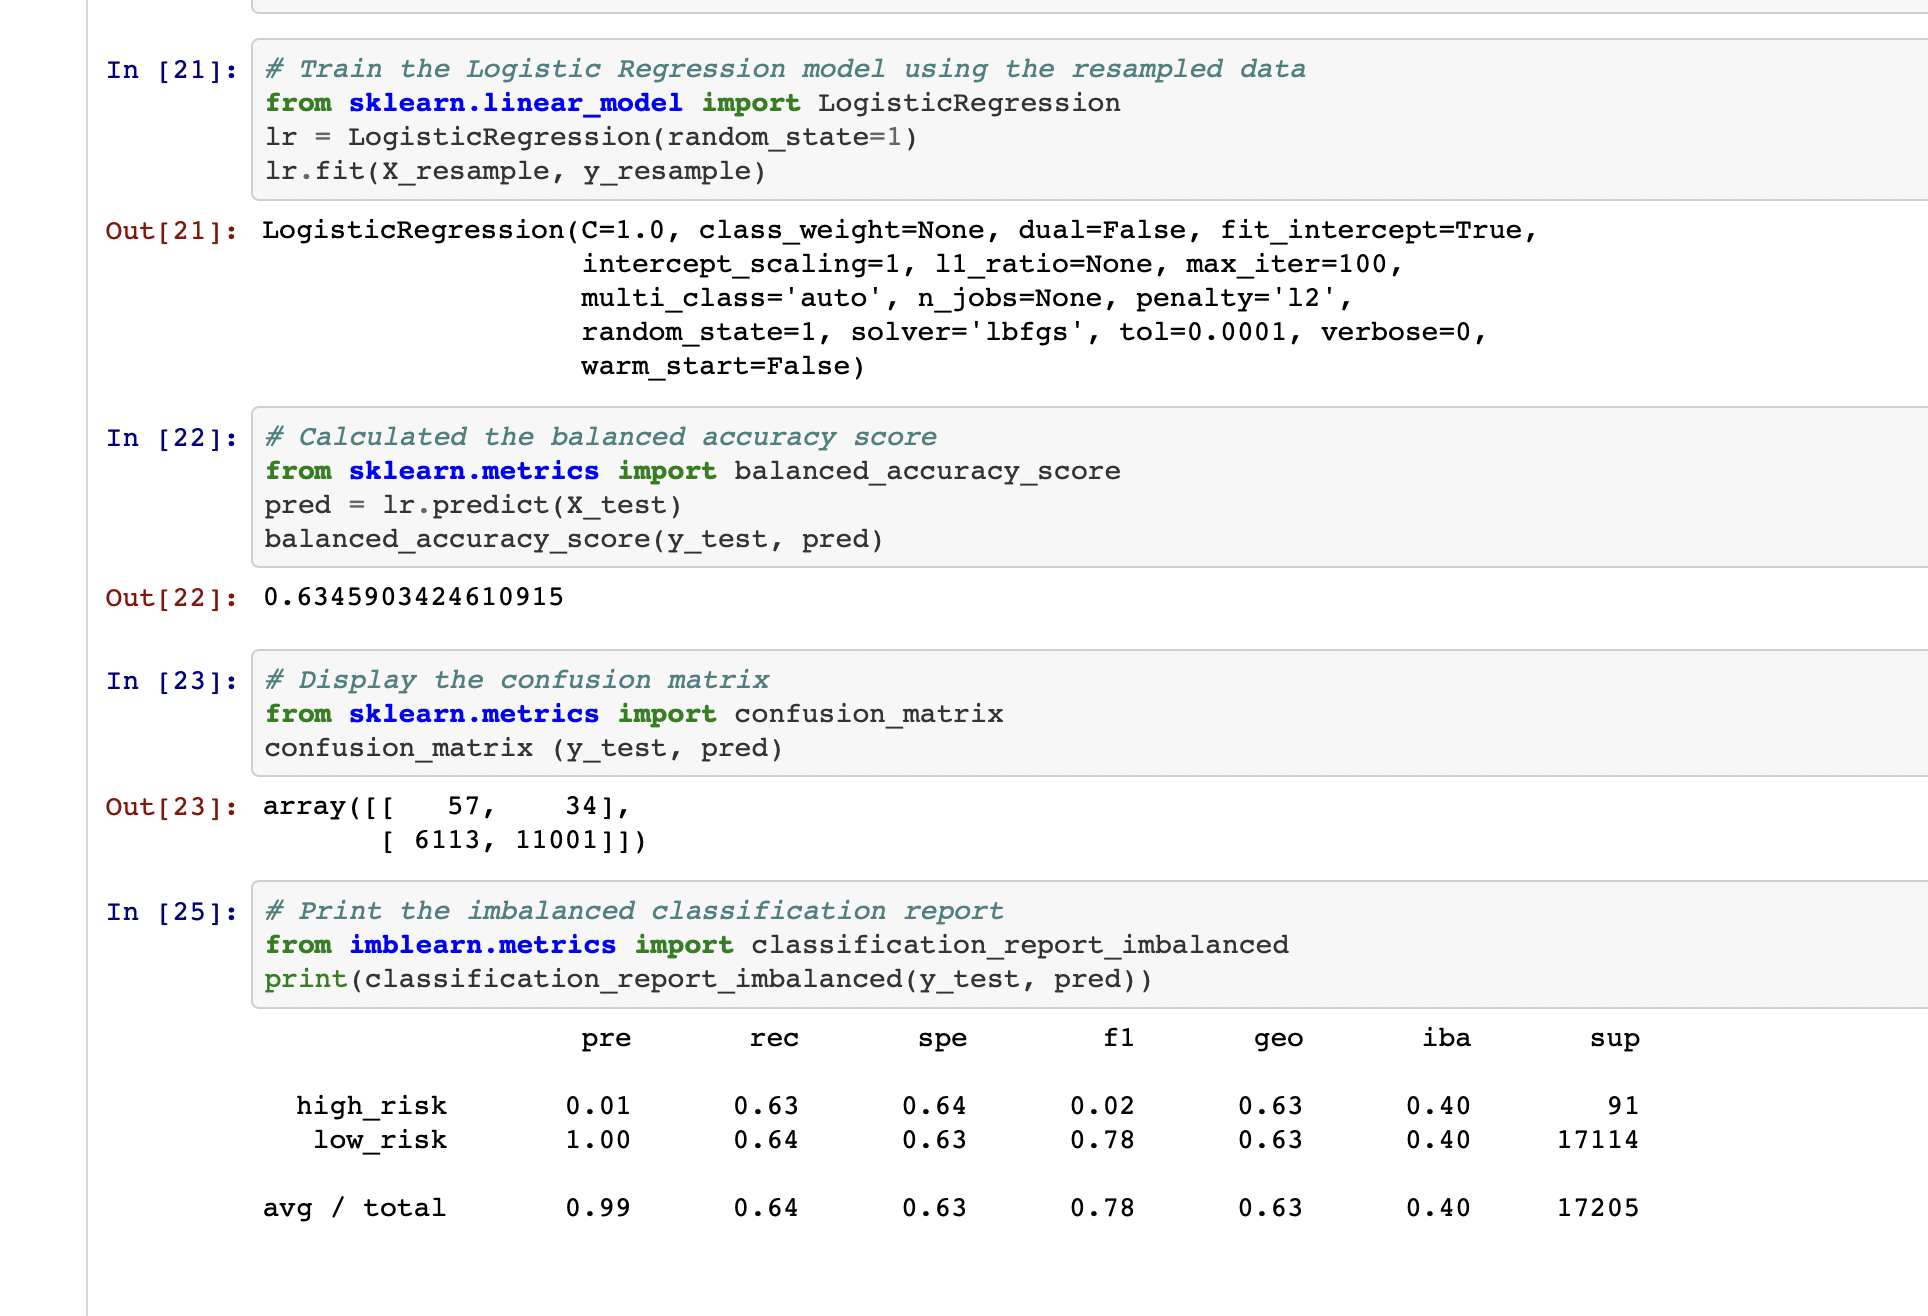 In [21]: # Train the Logistic Regression model using the resampled data
from sklearn.linear_model import LogisticRegression
lr = LogisticRegression(random_state=1)
lr.fit(X_resample, y_resample)
Out[21]: LogisticRegression(C=1.0, class_weight=None, dual=False, fit_intercept=True,
intercept_scaling=1, l1_ratio=None, max_iter=100,
multi_class='auto', n_jobs=None, penalty='l2',
random_state=1, solver='lbfgs', tol=0.0001, verbose=0,
warm_start=False)
In [22]: # Calculated the balanced accuracy score
from sklearn.metrics import balanced_accuracy_score
pred = lr.predict(X_test)
balanced_accuracy_score(y_test, pred)
Out[22]: 0.6345903424610915
In [23]: # Display the confusion matrix
from sklearn.metrics import confusion_matrix
confusion_matrix (y_test, pred)
Out[23]: array([[   57,    34],
[ 6113, 11001]])
In [25]: # Print the imbalanced classification report
from imblearn.metrics import classification_report_imbalanced
print(classification_report_imbalanced(y_test, pred))
pre rec spe f1 geo iba sup
high_risk 0.01 0.63 0.64 0.02 0.63 0.40 91
low_risk 1.00 0.64 0.63 0.78 0.63 0.40 17114
avg / total 0.99 0.64 0.63 0.78 0.63 0.40 17205